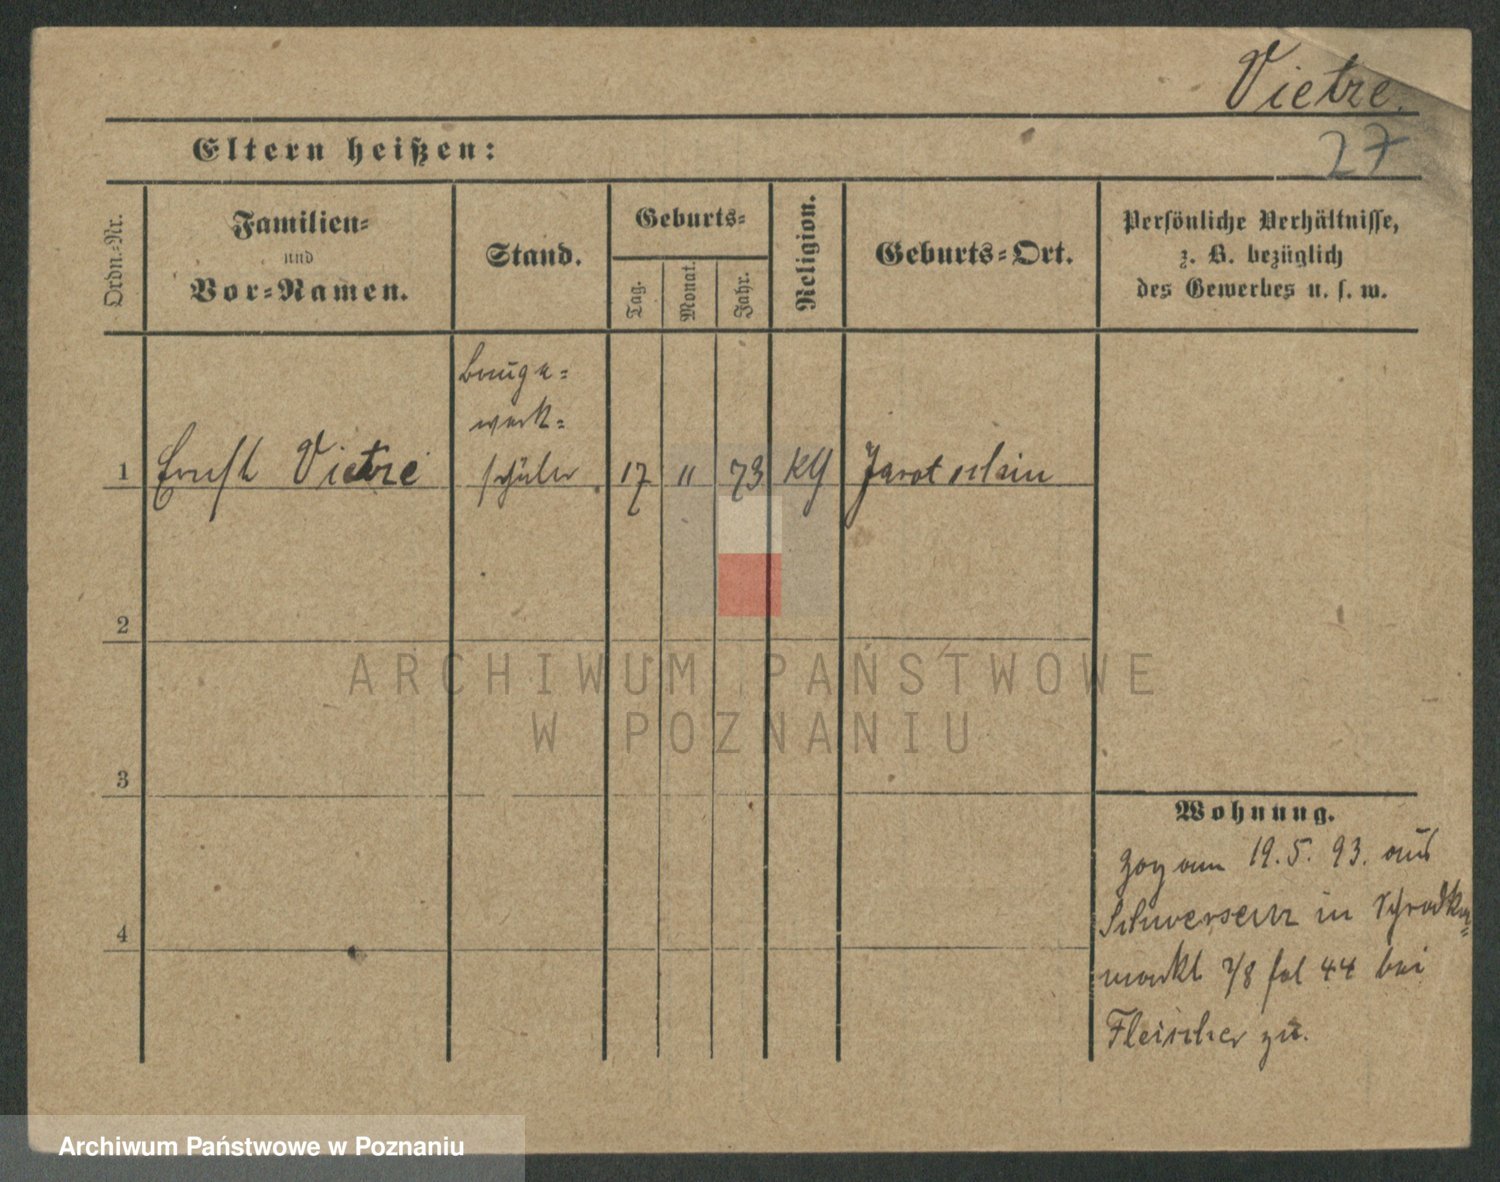 Vietze.
27
Eltern heißen:
Ordn.=Nr.
Familien=
und
Vor=Namen.
Stand.
Geburts=
Tag.
Monat.
Jahr.
Religion.
Geburts=Ort.
Persönliche Verhältnisse,
z. B. bezüglich
des Gewerbes u. s. w.
Bauge=
werk=
schüler
1 Ernst Vietze 17 11 73 Jarotschin
2
ARCHIWUM PAŃSTWOWE
W POZNANIU
3
Wohnung.
zog am 19.5. 93. aus
Schwersenz in Schrodka
markt 7/8 bei
Fleischer zu.
4
Archiwum Państwowe w Poznaniu